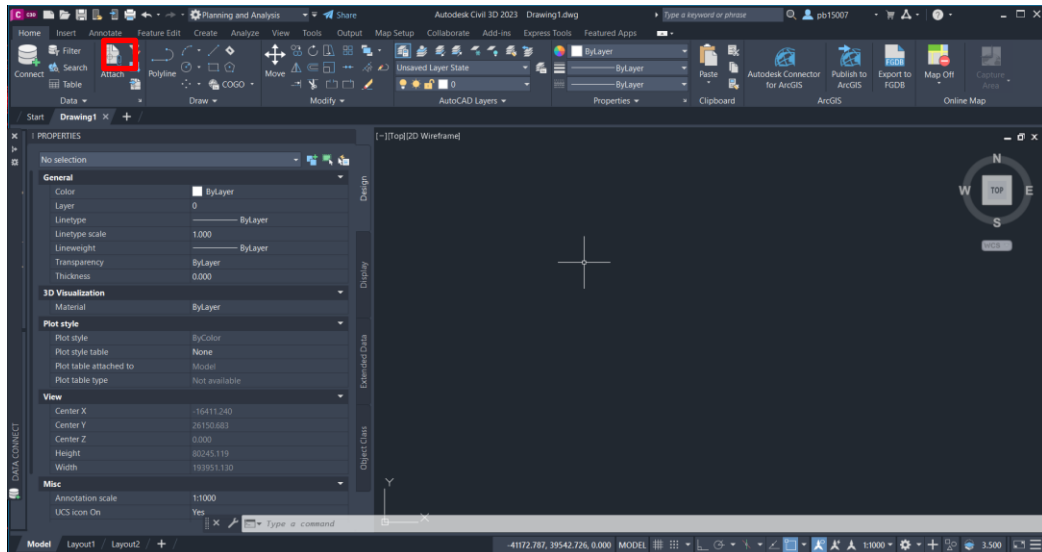 C C3D Planning and Analysis Share Autodesk Civil 3D 2023 Drawing1.dwg Type a keyword or phrase pb15007
Home Insert Annotate Feature Edit Create Analyze View Tools Output Map Setup Collaborate Add-ins Express Tools Featured Apps
Connect
Filter
Search
Table
Attach
Polyline
COGO
Move
Unsaved Layer State
0
ByLayer
ByLayer
ByLayer
Paste
Autodesk Connector
for ArcGIS
Publish to
ArcGIS
FGDB
Export to
FGDB
Map Off
Capture
Area
Data Draw Modify AutoCAD Layers Properties Clipboard ArcGIS Online Map
Start Drawing1
PROPERTIES
[−][Top][2D Wireframe]
No selection
General
Color ByLayer
Layer 0
Linetype ByLayer
Linetype scale 1.000
Lineweight ByLayer
Transparency ByLayer
Thickness 0.000
3D Visualization
Material ByLayer
Plot style
Plot style ByColor
Plot style table None
Plot table attached to Model
Plot table type Not available
View
Center X -16411.240
Center Y 26150.683
Center Z 0.000
Height 80245.119
Width 193951.130
Misc
Annotation scale 1:1000
UCS icon On Yes
Design
Display
Extended Data
Object Class
DATA CONNECT
N
W TOP E
S
WCS
Y
X
Type a command
Model Layout1 Layout2 + -41172.787, 39542.726, 0.000 MODEL 1:1000 3.500